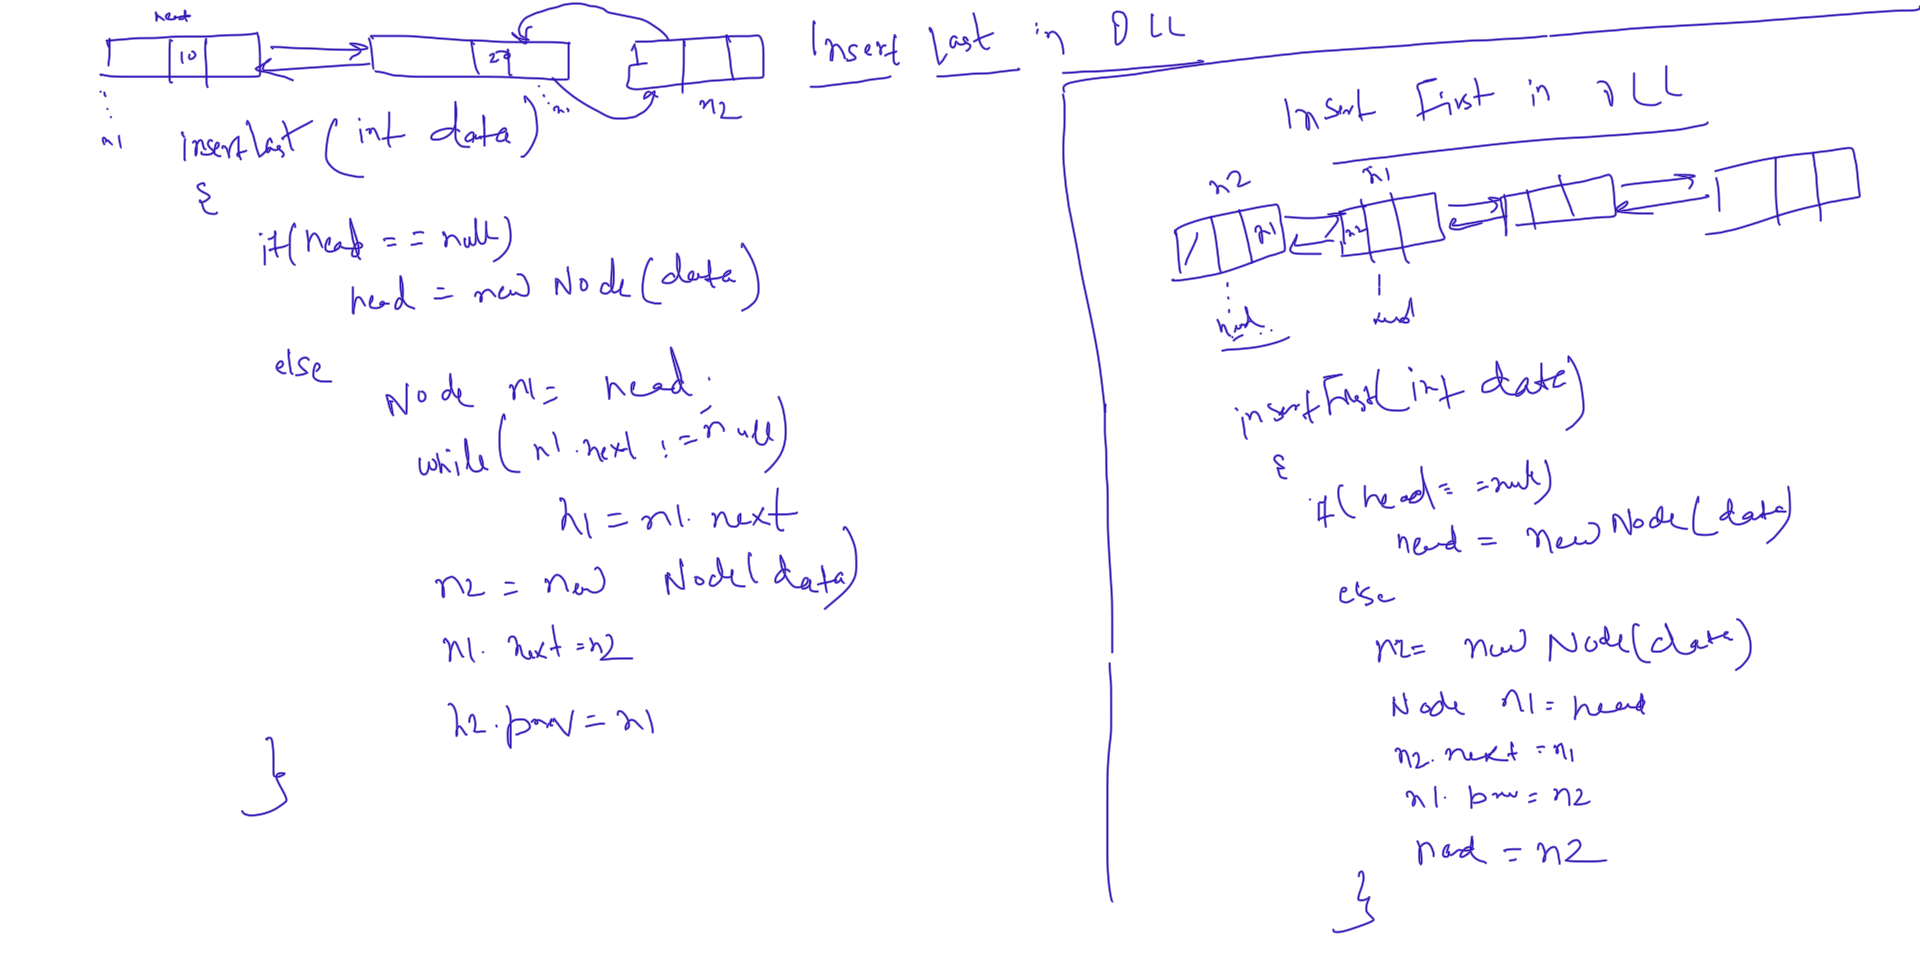 head
10
29
n1
n1
n2
Insert Last in DLL
insertlast(int data)
{
if(head == null)
head = new Node(data)
else
Node n1= head.
while(n1.next != null)
n1 = n1.next
n2 = new Node(data)
n1. next = n2
n2.prev = n1
}
Insert First in DLL
n2
n1
n1
n2
head
head
insertFirst(int data)
{
if(head == null)
head = new Node(data)
else
n2= new Node(data)
Node n1= head
n2. next = n1
n1. prev = n2
head = n2
}